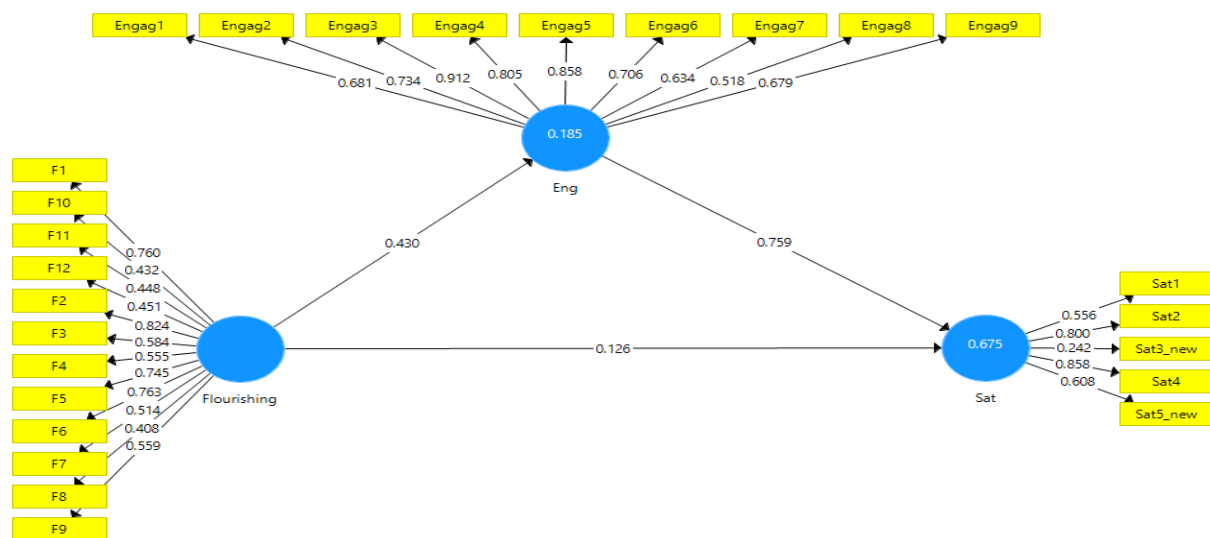 Engag1 Engag2 Engag3 Engag4 Engag5 Engag6 Engag7 Engag8 Engag9
0.681 0.734 0.912 0.805 0.858 0.706 0.634 0.518 0.679
0.185
Eng
F1
F10
F11
F12
F2
F3
F4
F5
F6
F7
F8
F9
0.760
0.432
0.448
0.451
0.824
0.584
0.555
0.745
0.763
0.514
0.408
0.559
Flourishing
0.430
0.759
0.126
0.675
Sat
0.556
0.800
0.242
0.858
0.608
Sat1
Sat2
Sat3_new
Sat4
Sat5_new